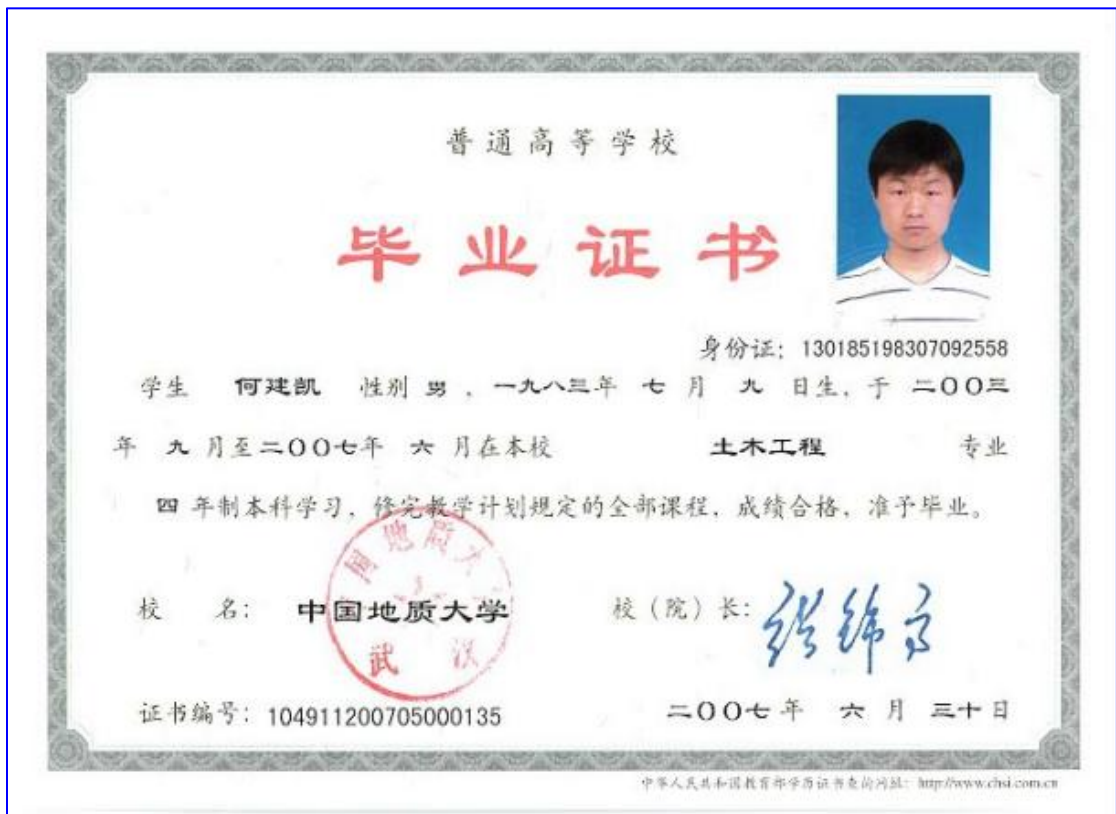 普通高等学校
毕业证书
身份证：130185198307092558
学生 何建凯 性别 男 ，一九八三年 七 月 九 日生，于 二〇〇三
年 九 月至二〇〇七年 六 月在本校 土木工程 专业
四 年制本科学习，修完教学计划规定的全部课程，成绩合格，准予毕业。
校 名： 中国地质大学 校（院）长：
国地质大
武汉
证书编号：104911200705000135 二〇〇七年 六 月 三十日
中华人民共和国教育部学历证书查询网址：http://www.chsi.com.cn